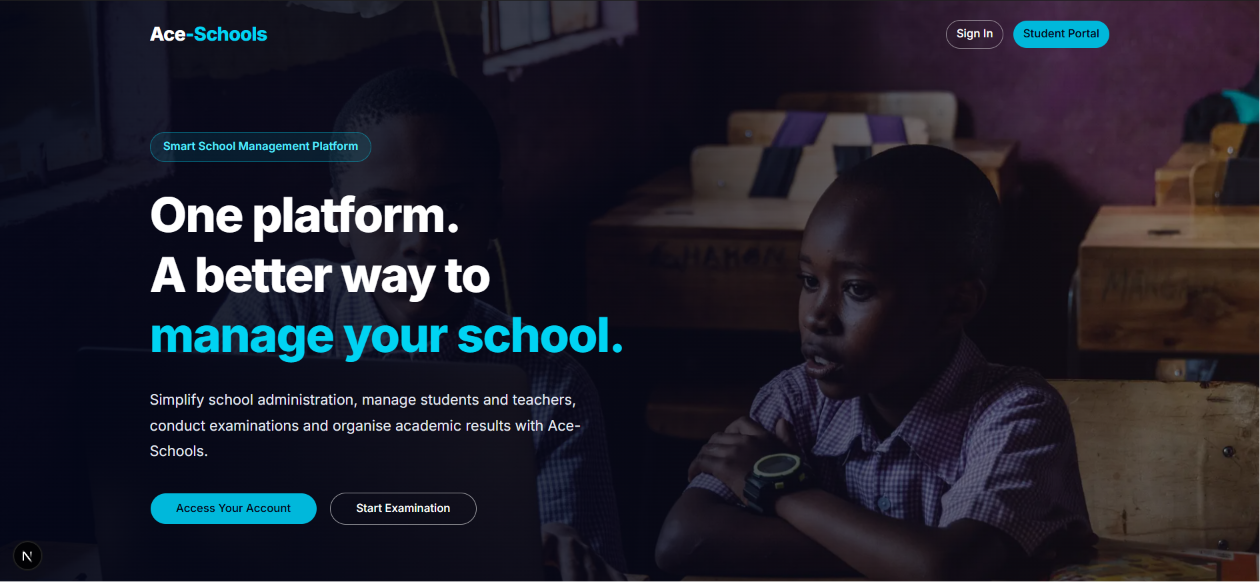 Ace-Schools
Sign In
Student Portal
Smart School Management Platform
One platform.
A better way to
manage your school.
Simplify school administration, manage students and teachers,
conduct examinations and organise academic results with Ace-
Schools.
Access Your Account
Start Examination
N